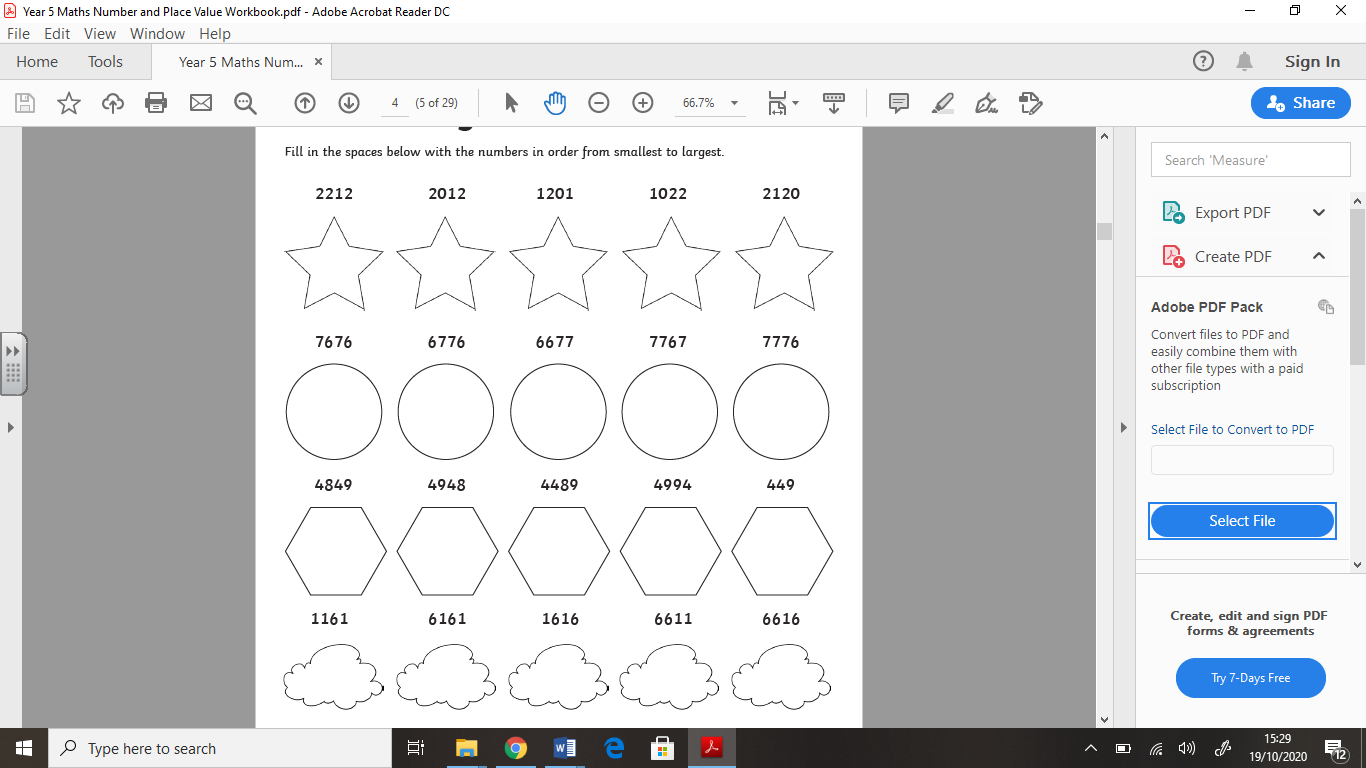 Year 5 Maths Number and Place Value Workbook.pdf - Adobe Acrobat Reader DC
File Edit View Window Help
Home Tools Year 5 Maths Num... × Sign In
4 (5 of 29) 66.7% Share
Fill in the spaces below with the numbers in order from smallest to largest.
2212 2012 1201 1022 2120
7676 6776 6677 7767 7776
4849 4948 4489 4994 449
1161 6161 1616 6611 6616
Search 'Measure'
Export PDF
Create PDF
Adobe PDF Pack
Convert files to PDF and
easily combine them with
other file types with a paid
subscription
Select File to Convert to PDF
Select File
Create, edit and sign PDF
forms & agreements
Try 7-Days Free
Type here to search
15:29
19/10/2020
12